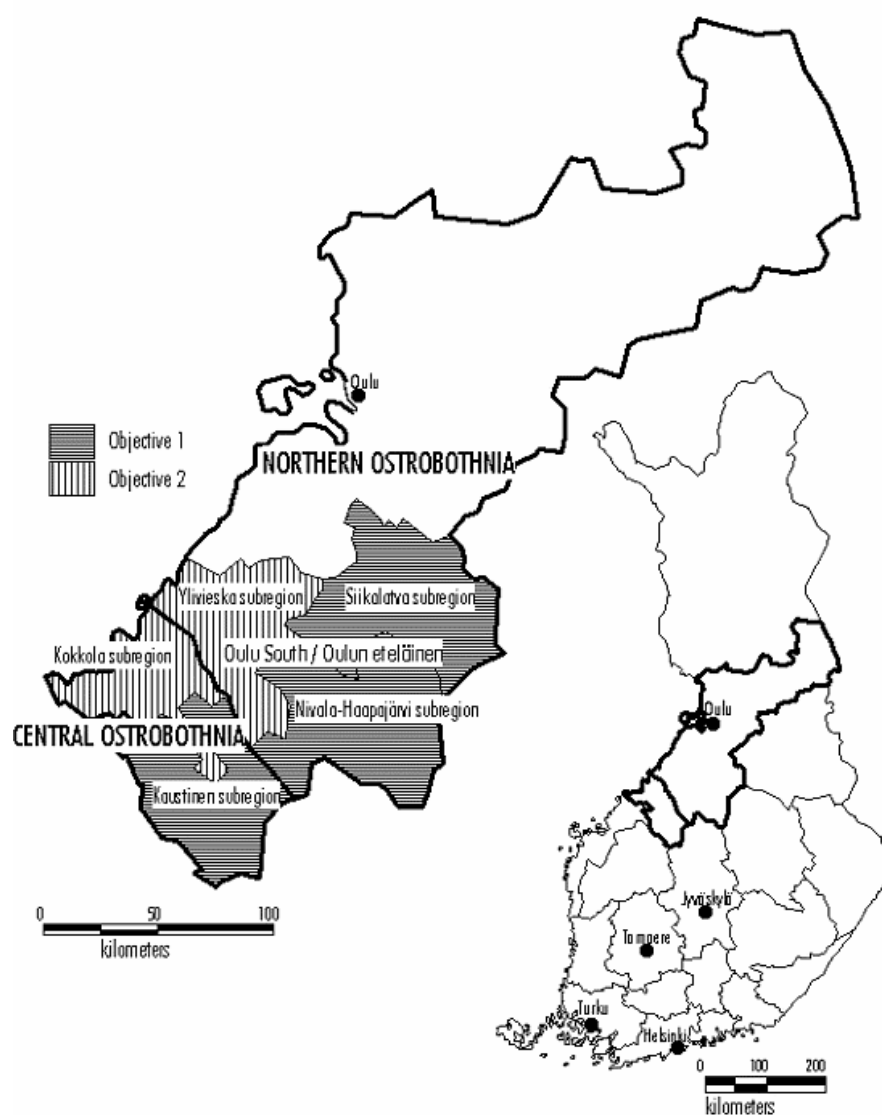 Oulu
Objective 1
Objective 2
NORTHERN OSTROBOTHNIA
Ylivieska subregion
Siikalatva subregion
Kokkola subregion
Oulu South / Oulun eteläinen
Nivala-Haapajärvi subregion
CENTRAL OSTROBOTHNIA
Kaustinen subregion
0 50 100
kilometers
Oulu
Jyväskylä
Tampere
Turku
Helsinki
0 100 200
kilometers